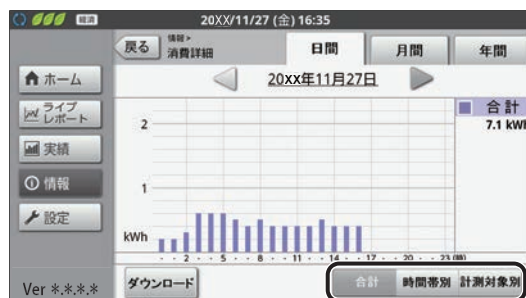 経済
20XX/11/27 (金) 16:35
戻る
情報>
消費詳細
日間
月間
年間
ホーム
ライブ
レポート
実績
情報
設定
Ver *.*.*.*
20XX年11月27日
合計
7.1 kWh
2
1
kWh
2 ・ ・ 5 ・ ・ 8 ・ ・ 11 ・ ・ 14 ・ ・ 17 ・ ・ 20 ・ ・ 23 (時)
ダウンロード
合計
時間帯別
計測対象別